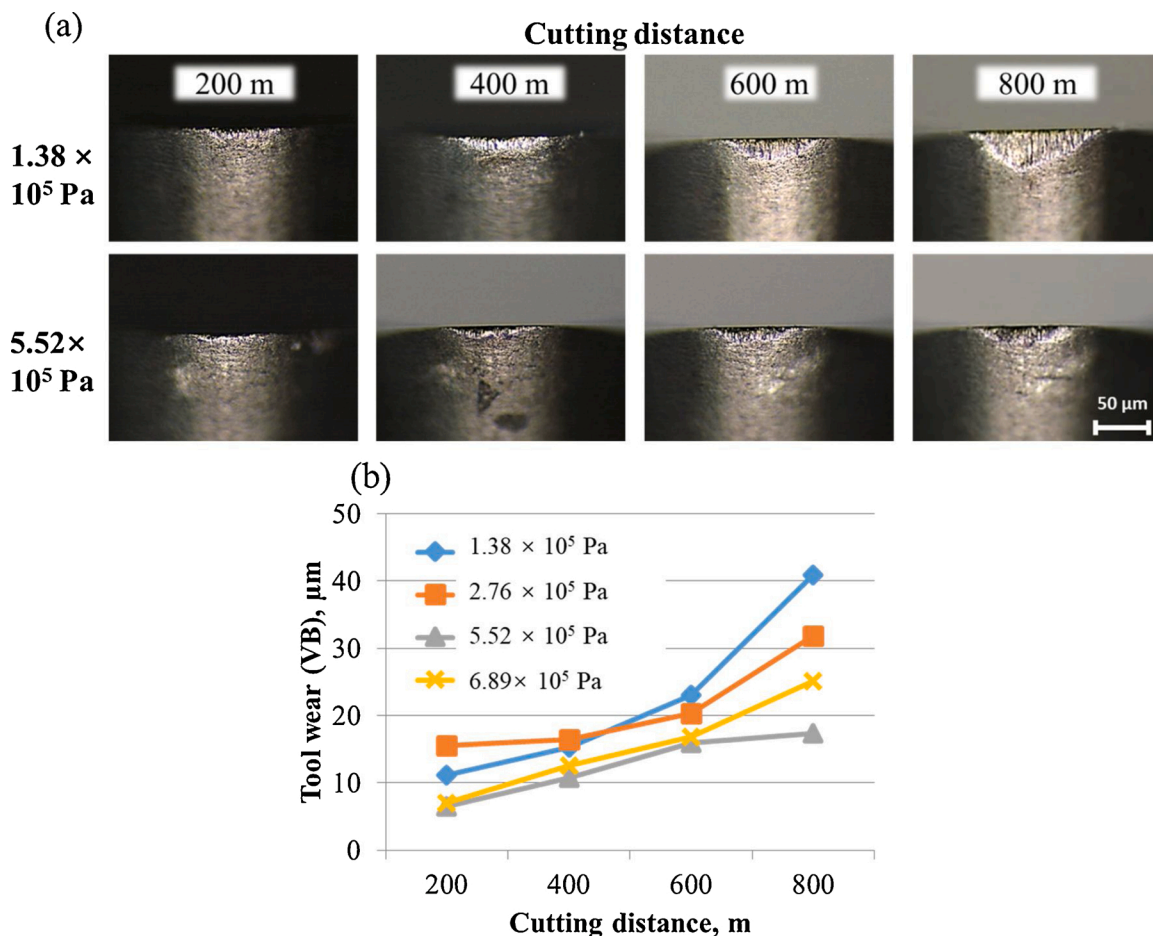 (a)
Cutting distance
200 m
400 m
600 m
800 m
1.38 ×
10⁵ Pa
5.52×
10⁵ Pa
50 μm
(b)
50
40
30
20
10
0
Tool wear (VB), μm
1.38 × 10⁵ Pa
2.76 × 10⁵ Pa
5.52 × 10⁵ Pa
6.89× 10⁵ Pa
200
400
600
800
Cutting distance, m